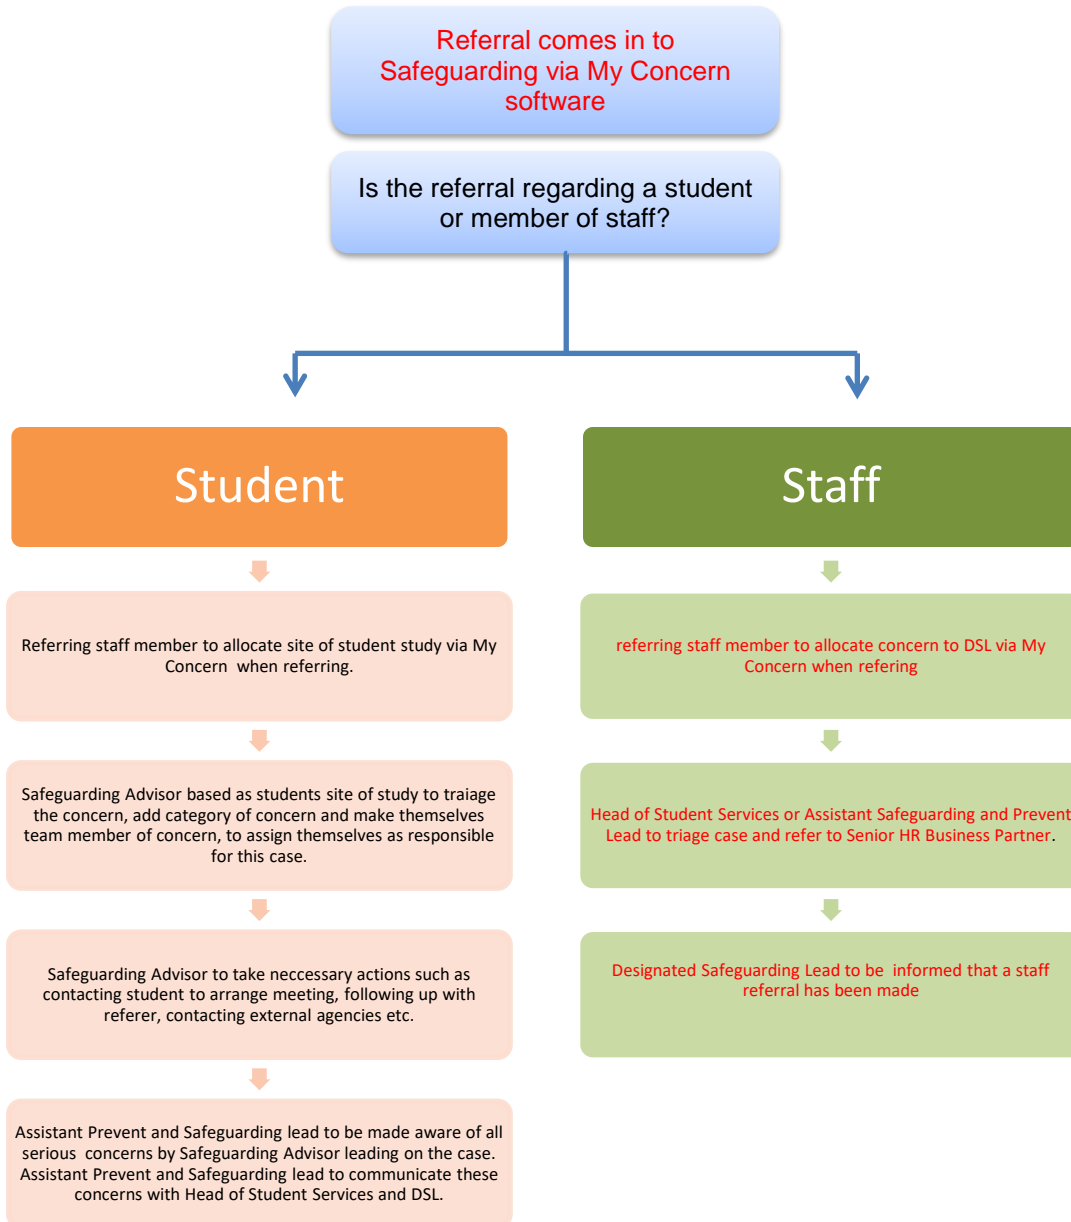 Referral comes in to
Safeguarding via My Concern
software
Is the referral regarding a student
or member of staff?
Student
Referring staff member to allocate site of student study via My
Concern when referring.
Safeguarding Advisor based as students site of study to traiage
the concern, add category of concern and make themselves
team member of concern, to assign themselves as responsible
for this case.
Safeguarding Advisor to take neccessary actions such as
contacting student to arrange meeting, following up with
referer, contacting external agencies etc.
Assistant Prevent and Safeguarding lead to be made aware of all
serious concerns by Safeguarding Advisor leading on the case.
Assistant Prevent and Safeguarding lead to communicate these
concerns with Head of Student Services and DSL.
Staff
referring staff member to allocate concern to DSL via My
Concern when refering
Head of Student Services or Assistant Safeguarding and Prevent
Lead to triage case and refer to Senior HR Business Partner.
Designated Safeguarding Lead to be informed that a staff
referral has been made